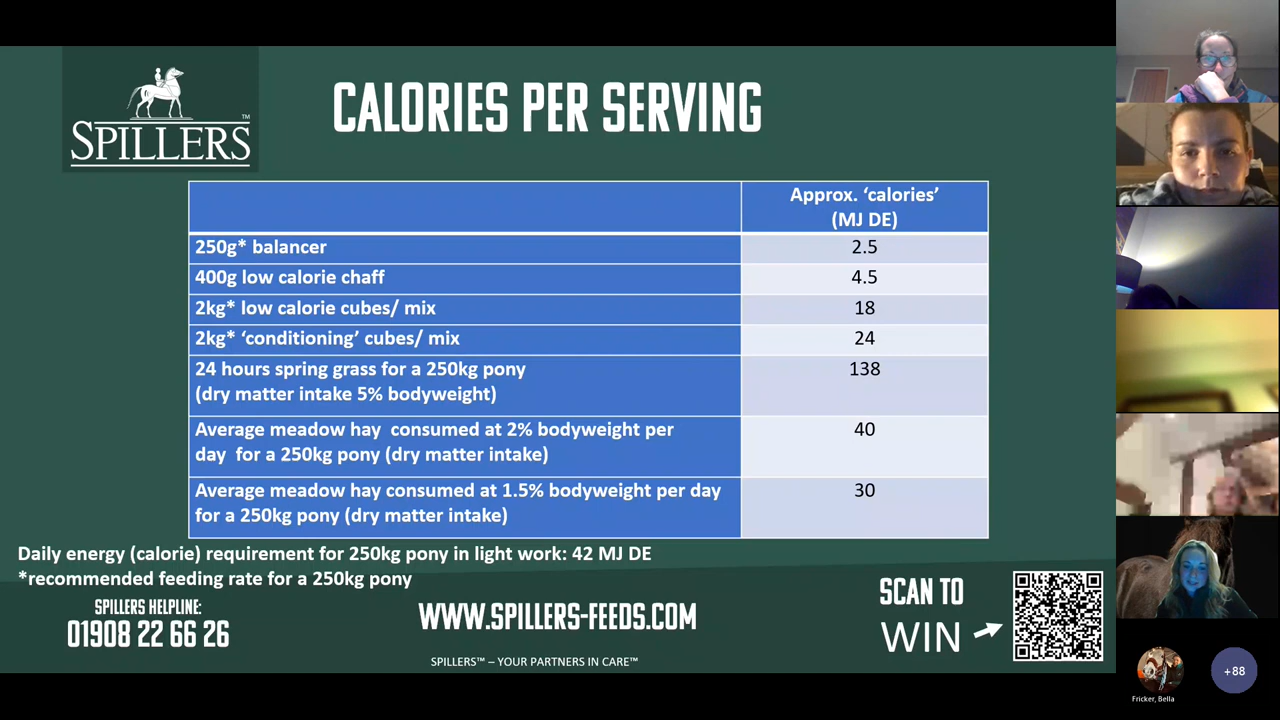 SPILLERS™
CALORIES PER SERVING
Approx. ‘calories’
(MJ DE)
250g* balancer
2.5
400g low calorie chaff
4.5
2kg* low calorie cubes/ mix
18
2kg* ‘conditioning’ cubes/ mix
24
24 hours spring grass for a 250kg pony
(dry matter intake 5% bodyweight)
138
Average meadow hay  consumed at 2% bodyweight per
day  for a 250kg pony (dry matter intake)
40
Average meadow hay consumed at 1.5% bodyweight per day
for a 250kg pony (dry matter intake)
30
Daily energy (calorie) requirement for 250kg pony in light work: 42 MJ DE
*recommended feeding rate for a 250kg pony
SPILLERS HELPLINE:
01908 22 66 26
WWW.SPILLERS-FEEDS.COM
SPILLERS™ – YOUR PARTNERS IN CARE™
SCAN TO
WIN
Fricker, Bella
+88